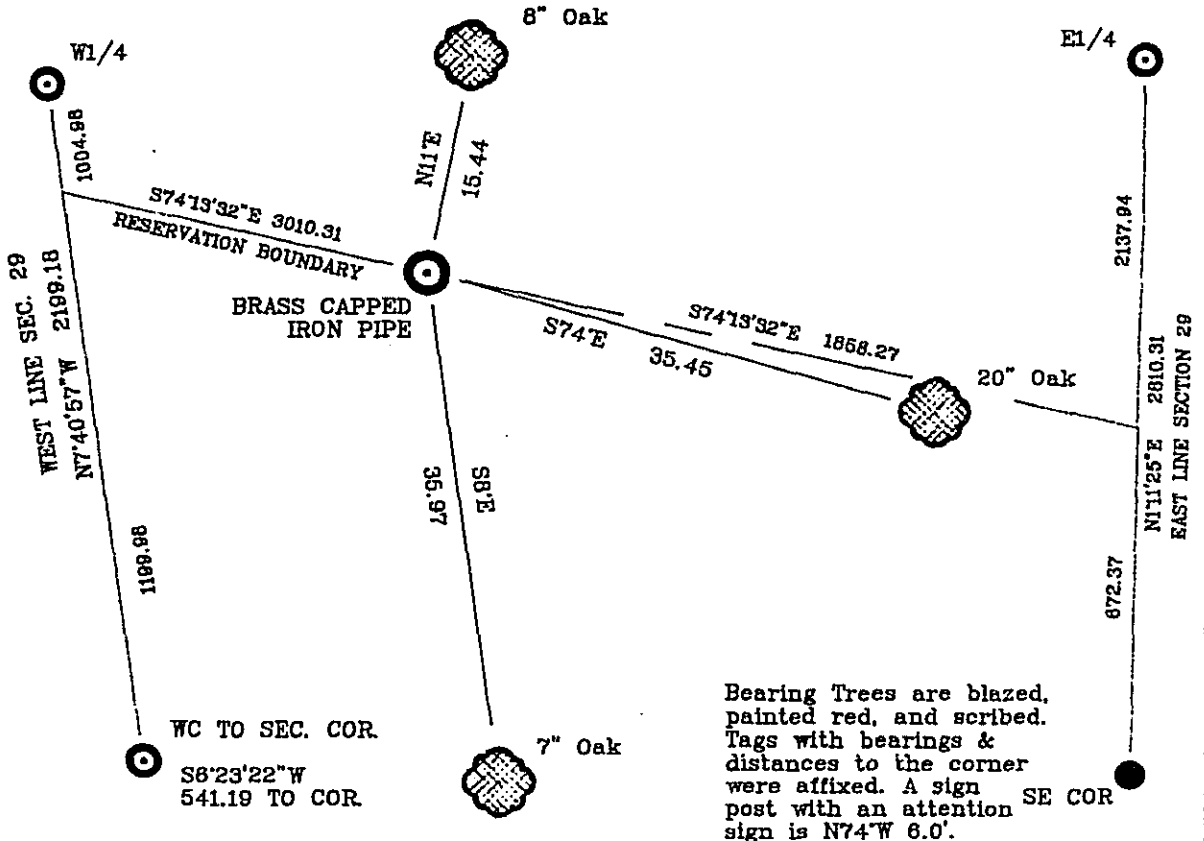 8" Oak
W1/4
E1/4
1004.98
N11°E
15.44
S74°13'32"E 3010.31
RESERVATION BOUNDARY
2137.94
WEST LINE SEC. 29
N7°40'57"W 2199.18
BRASS CAPPED
IRON PIPE
S74°13'32"E 1858.27
S74°E
35.45
20" Oak
N1°11'25"E 2810.31
EAST LINE SECTION 29
S8°E
35.97
1199.98
672.37
WC TO SEC. COR.
S6°23'22"W
541.19 TO COR.
7" Oak
Bearing Trees are blazed,
painted red, and scribed.
Tags with bearings &
distances to the corner
were affixed. A sign
post with an attention
sign is N74°W 6.0'.
SE COR